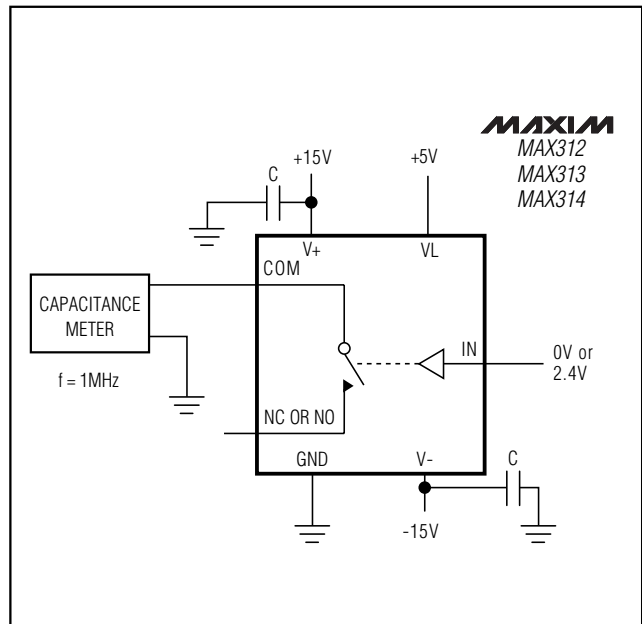 MAXIM
MAX312
MAX313
MAX314
+15V
+5V
C
V+
VL
COM
CAPACITANCE
METER
f = 1MHz
IN
0V or
2.4V
NC OR NO
GND
V-
C
-15V